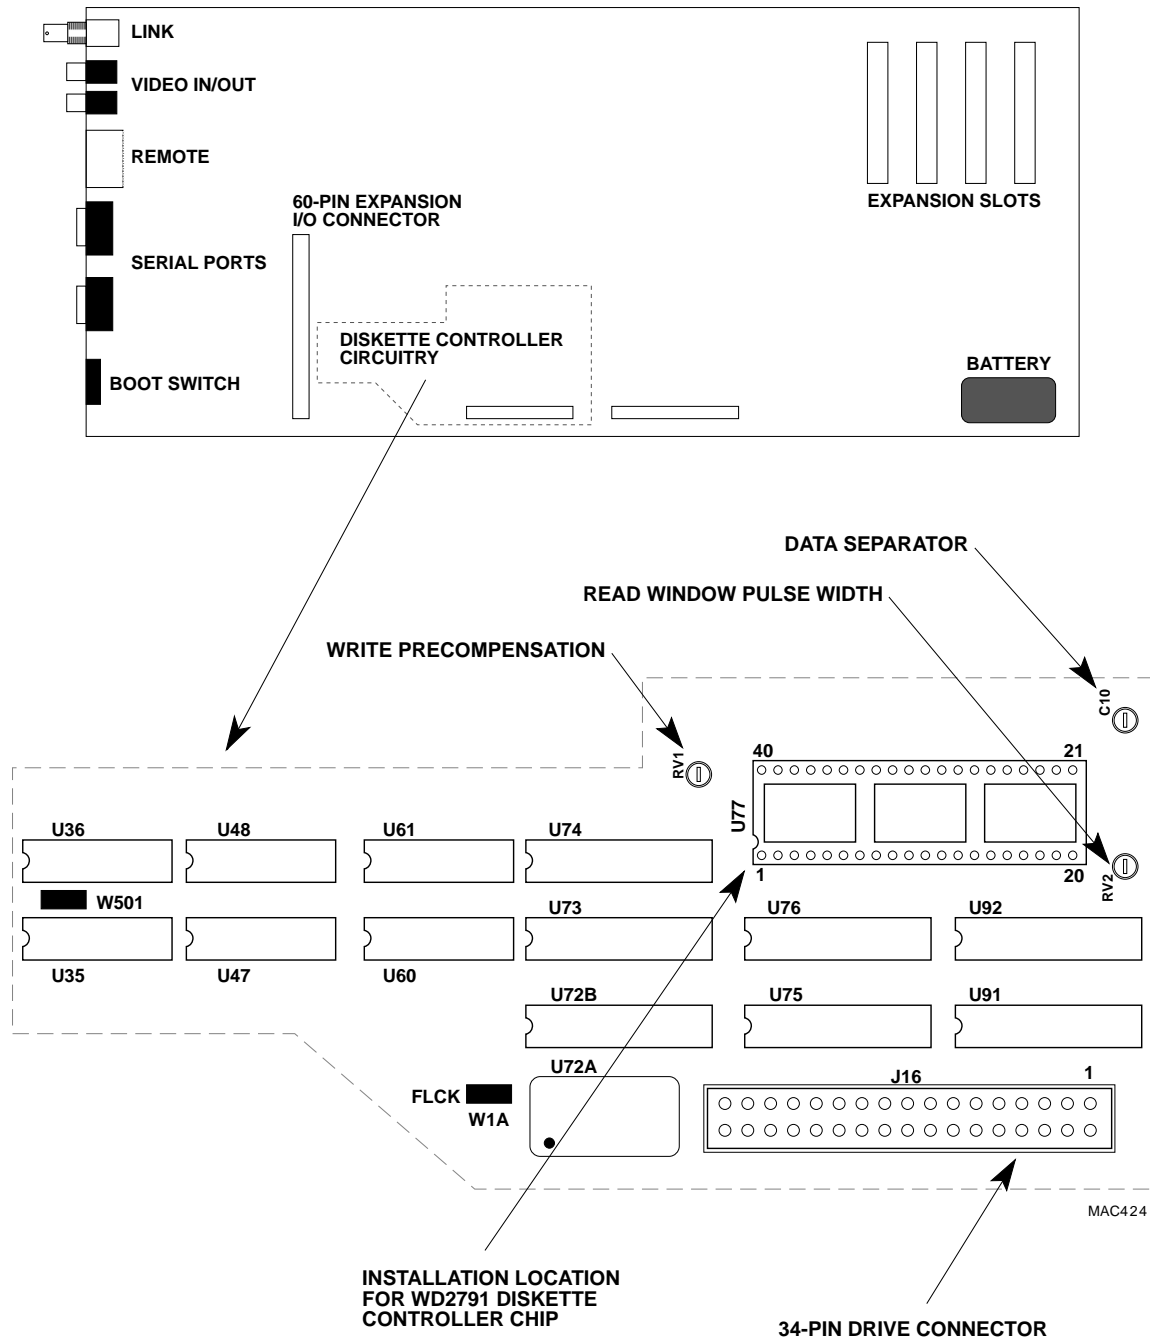 LINK
VIDEO IN/OUT
REMOTE
60-PIN EXPANSION
I/O CONNECTOR
EXPANSION SLOTS
SERIAL PORTS
DISKETTE CONTROLLER
CIRCUITRY
BATTERY
BOOT SWITCH
DATA SEPARATOR
READ WINDOW PULSE WIDTH
WRITE PRECOMPENSATION
C10
RV1
40
21
U77
U36
U48
U61
U74
1
20
RV2
W501
U73
U76
U92
U35
U47
U60
U72B
U75
U91
U72A
J16
1
FLCK
W1A
MAC424
INSTALLATION LOCATION
FOR WD2791 DISKETTE
CONTROLLER CHIP
34-PIN DRIVE CONNECTOR